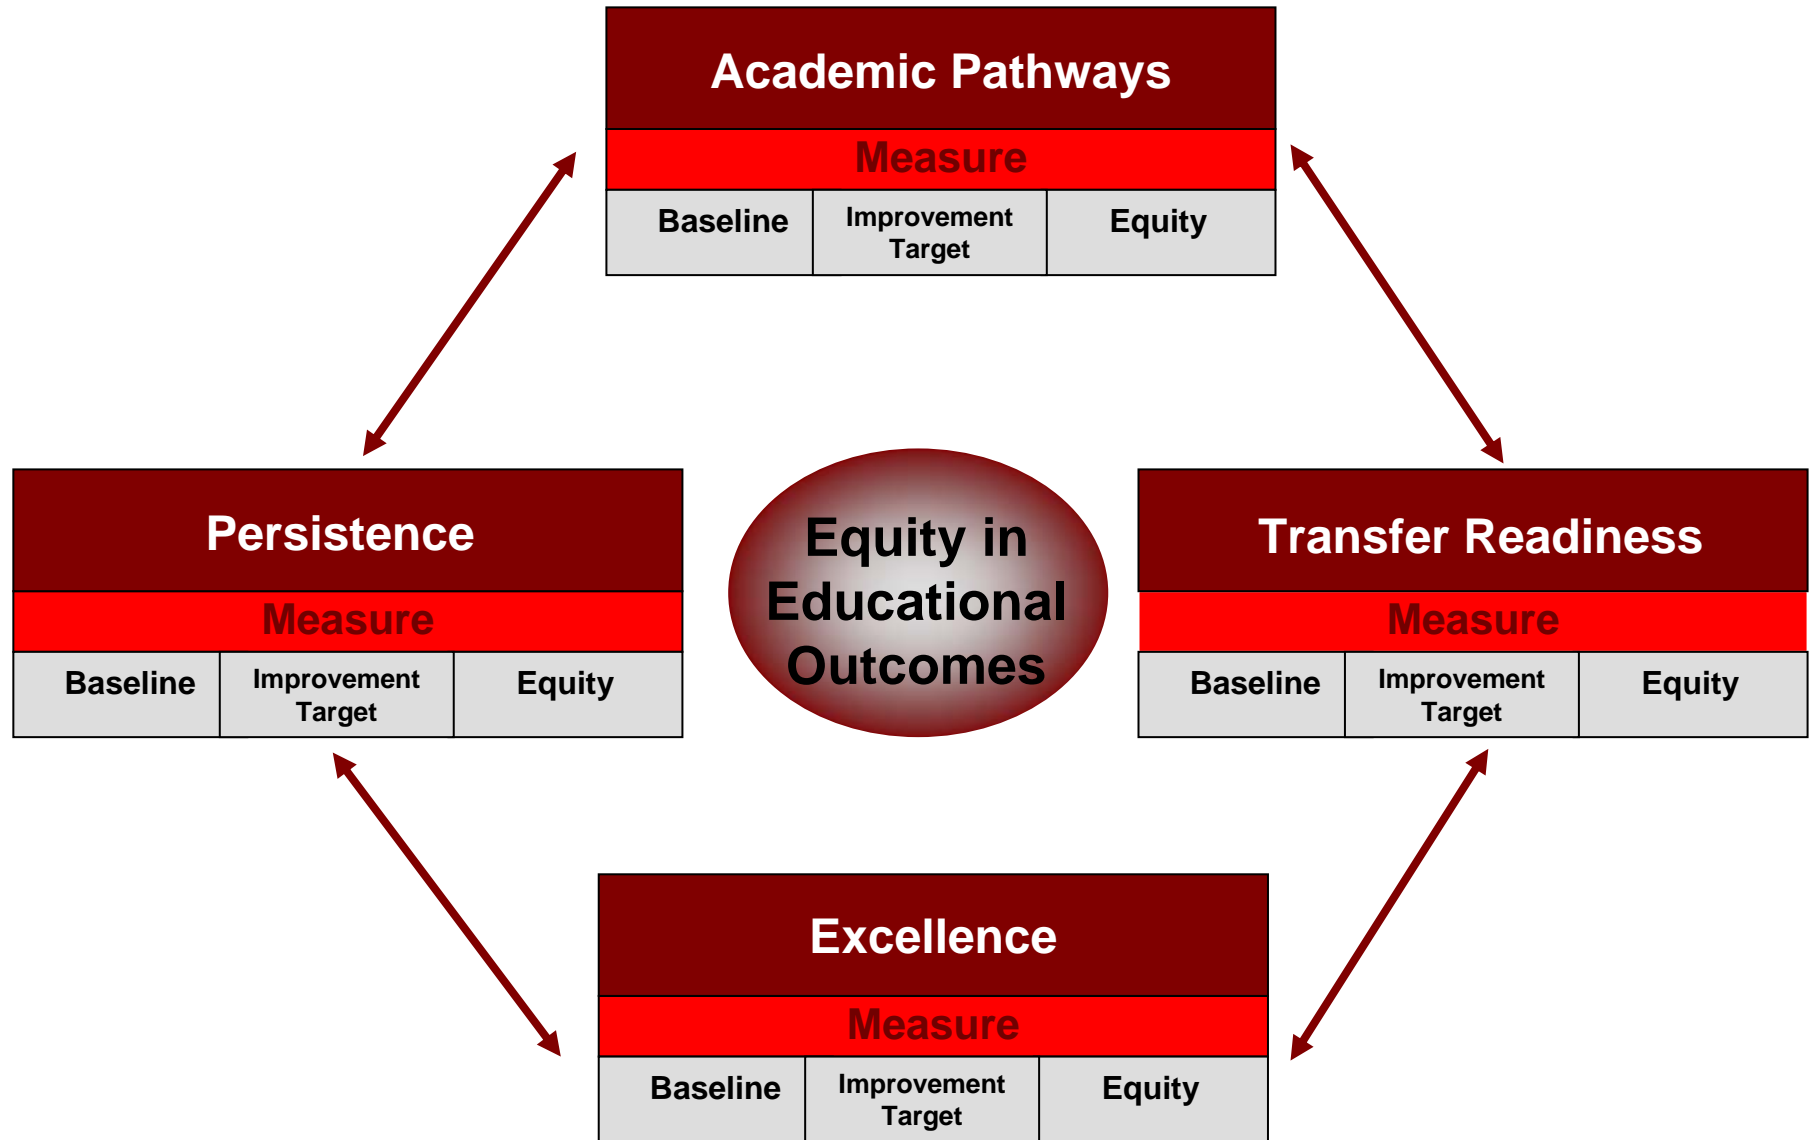 Academic Pathways
Measure
Baseline
Improvement
Target
Equity
Persistence
Measure
Baseline
Improvement
Target
Equity
Equity in
Educational
Outcomes
Transfer Readiness
Measure
Baseline
Improvement
Target
Equity
Excellence
Measure
Baseline
Improvement
Target
Equity